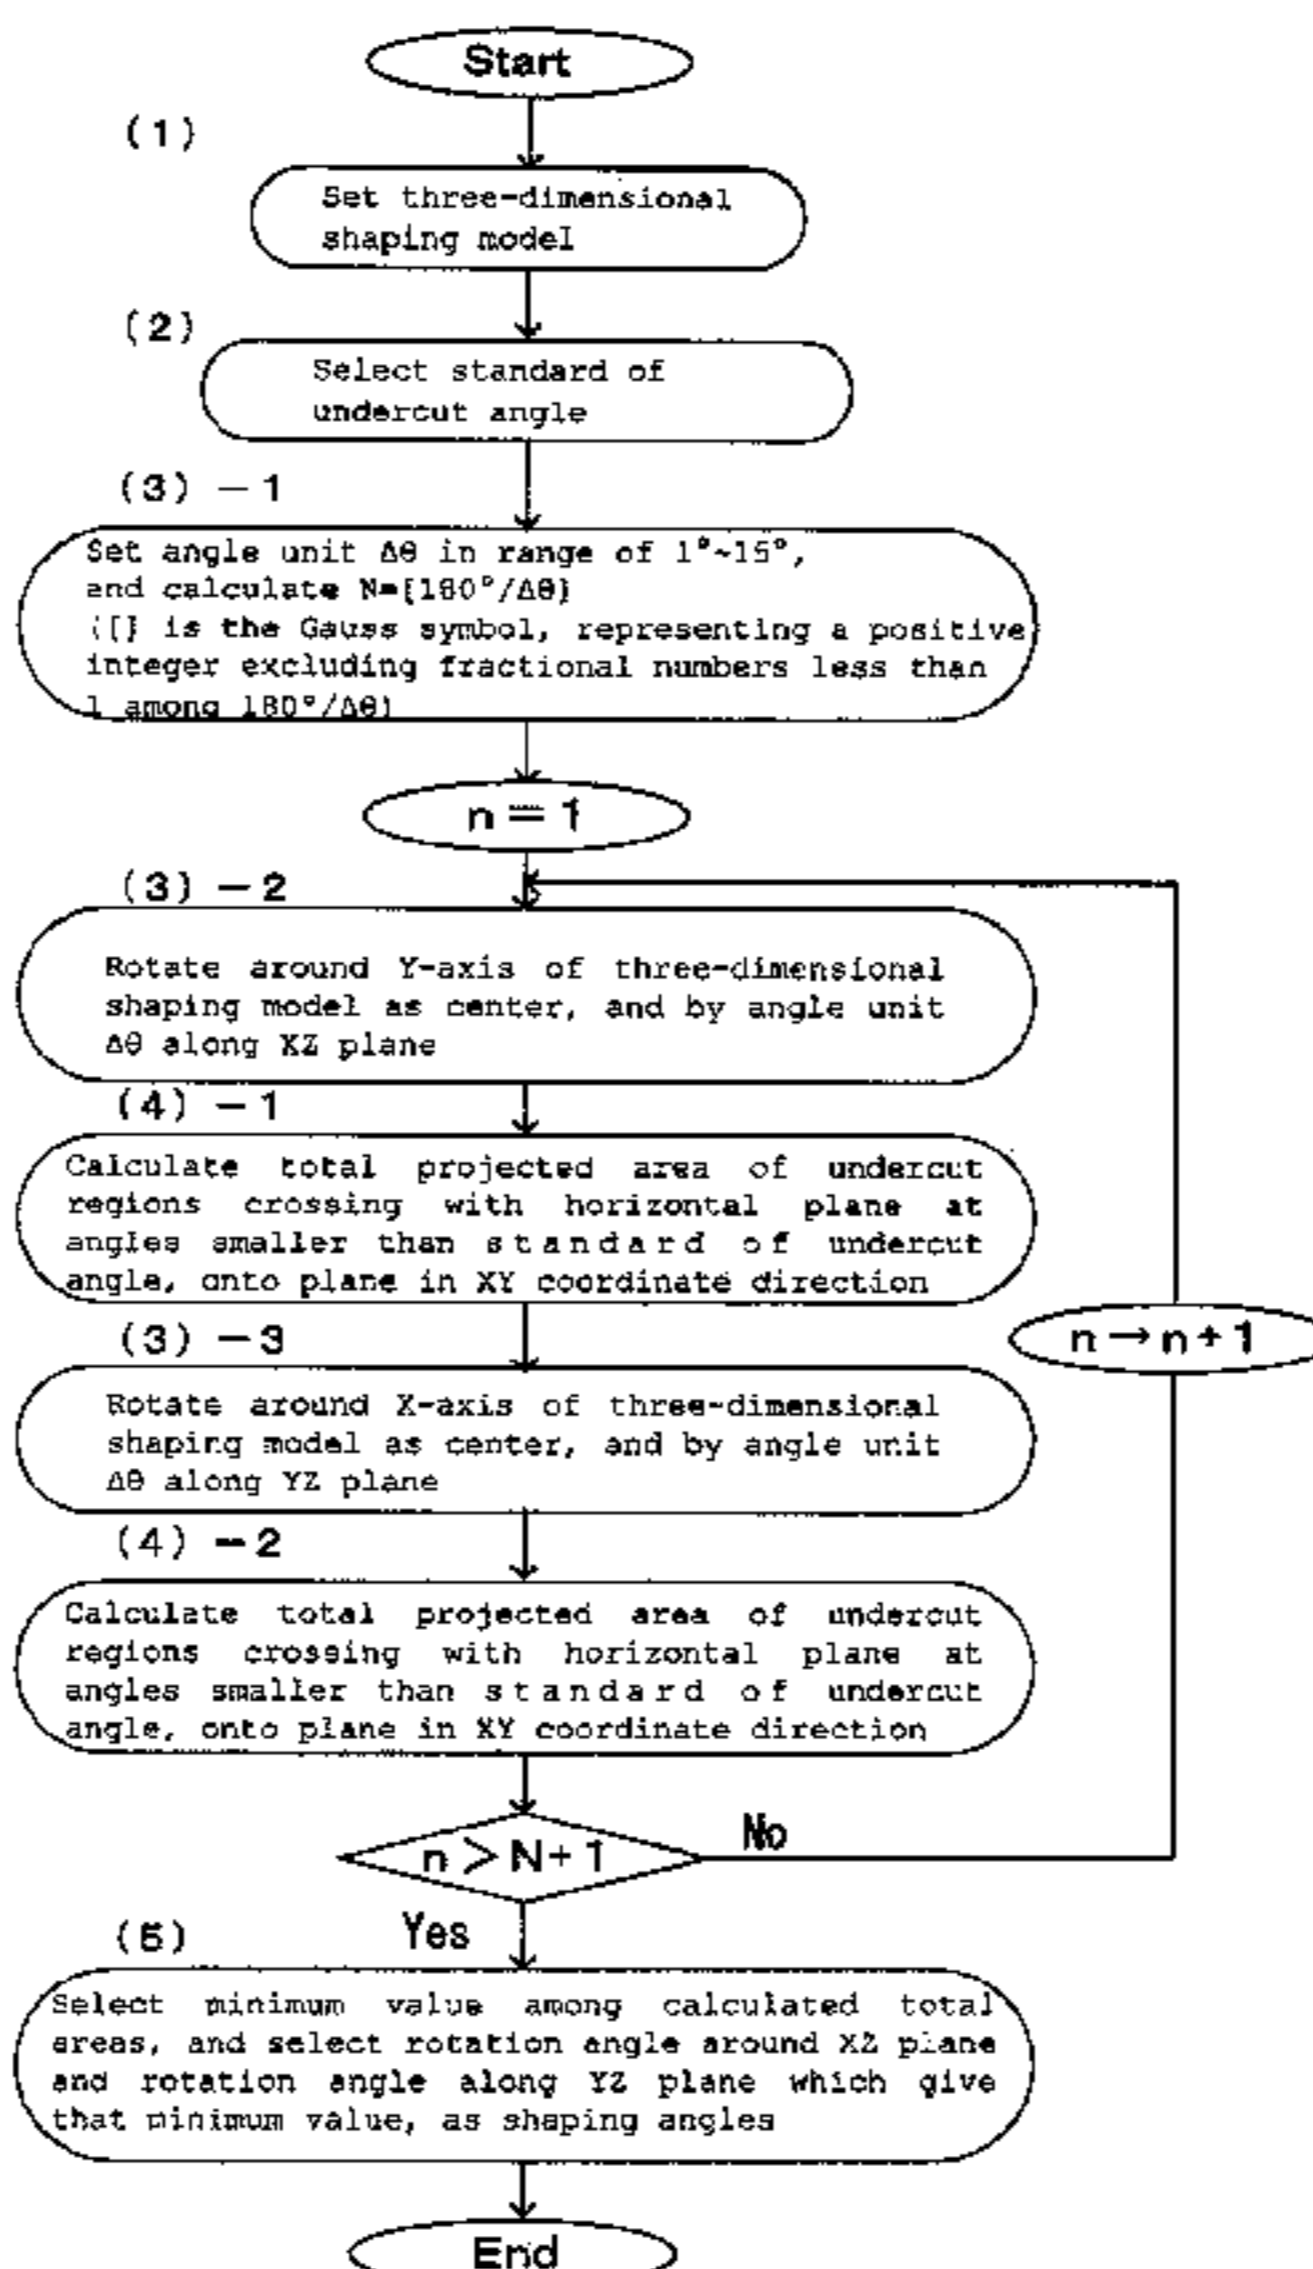 Start
(1)
Set three-dimensional
shaping model
(2)
Select standard of
undercut angle
(3) -1
Set angle unit Δθ in range of 1°~15°,
and calculate N=[180°/Δθ]
([] is the Gauss symbol, representing a positive
integer excluding fractional numbers less than
1 among 180°/Δθ)
n = 1
(3) -2
Rotate around Y-axis of three-dimensional
shaping model as center, and by angle unit
Δθ along XZ plane
(4) -1
Calculate total projected area of undercut
regions crossing with horizontal plane at
angles smaller than standard of undercut
angle, onto plane in XY coordinate direction
n→n+1
(3) -3
Rotate around X-axis of three-dimensional
shaping model as center, and by angle unit
Δθ along YZ plane
(4) -2
Calculate total projected area of undercut
regions crossing with horizontal plane at
angles smaller than standard of undercut
angle, onto plane in XY coordinate direction
n > N+1
No
Yes
(5)
Select minimum value among calculated total
areas, and select rotation angle around XZ plane
and rotation angle along YZ plane which give
that minimum value, as shaping angles
End